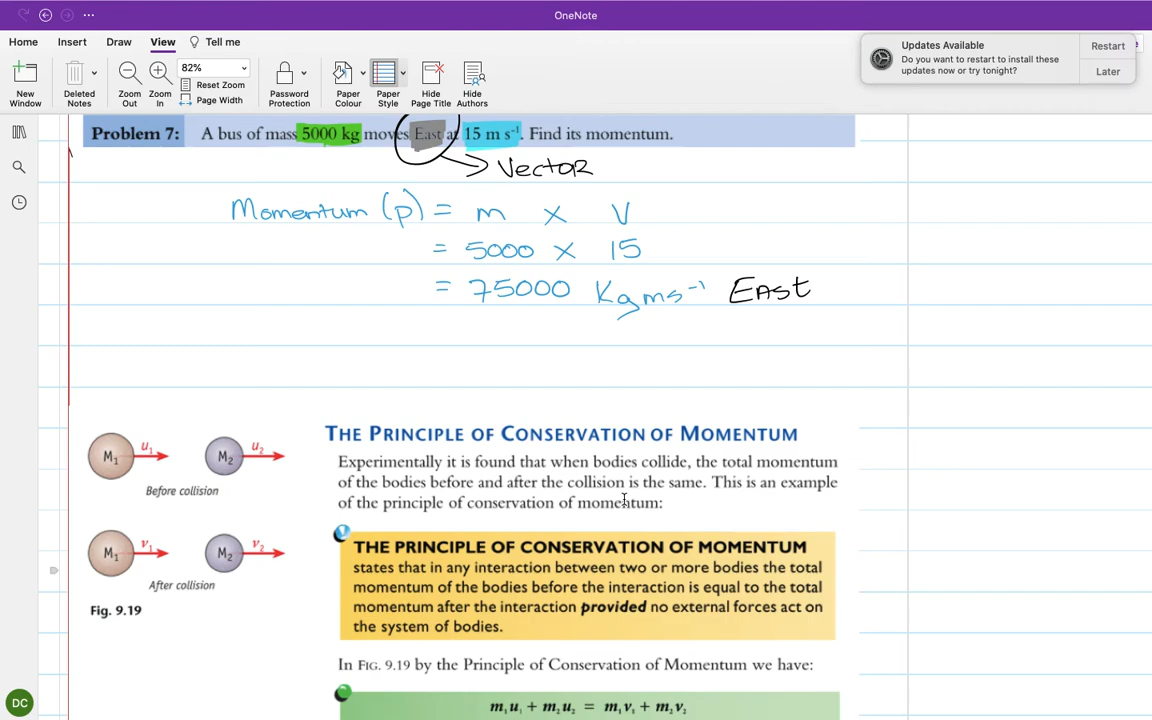 OneNote
Home Insert Draw View Tell me
Updates Available
Do you want to restart to install these
updates now or try tonight?
Restart
Later
New
Window
Deleted
Notes
Zoom
Out
Zoom
In
82%
Reset Zoom
Page Width
Password
Protection
Paper
Colour
Paper
Style
Hide
Page Title
Hide
Authors
Problem 7: A bus of mass 5000 kg moves East at 15 m s⁻¹. Find its momentum.
Vector
Momentum (p) = m × V
= 5000 × 15
= 75000 Kgms⁻¹ EAST
THE PRINCIPLE OF CONSERVATION OF MOMENTUM
Experimentally it is found that when bodies collide, the total momentum
of the bodies before and after the collision is the same. This is an example
of the principle of conservation of momentum:
M₁ u₁ M₂ u₂
Before collision
M₁ v₁ M₂ v₂
After collision
Fig. 9.19
THE PRINCIPLE OF CONSERVATION OF MOMENTUM
states that in any interaction between two or more bodies the total
momentum of the bodies before the interaction is equal to the total
momentum after the interaction provided no external forces act on
the system of bodies.
In FIG. 9.19 by the Principle of Conservation of Momentum we have:
m₁u₁ + m₂u₂ = m₁v₁ + m₂v₂
DC